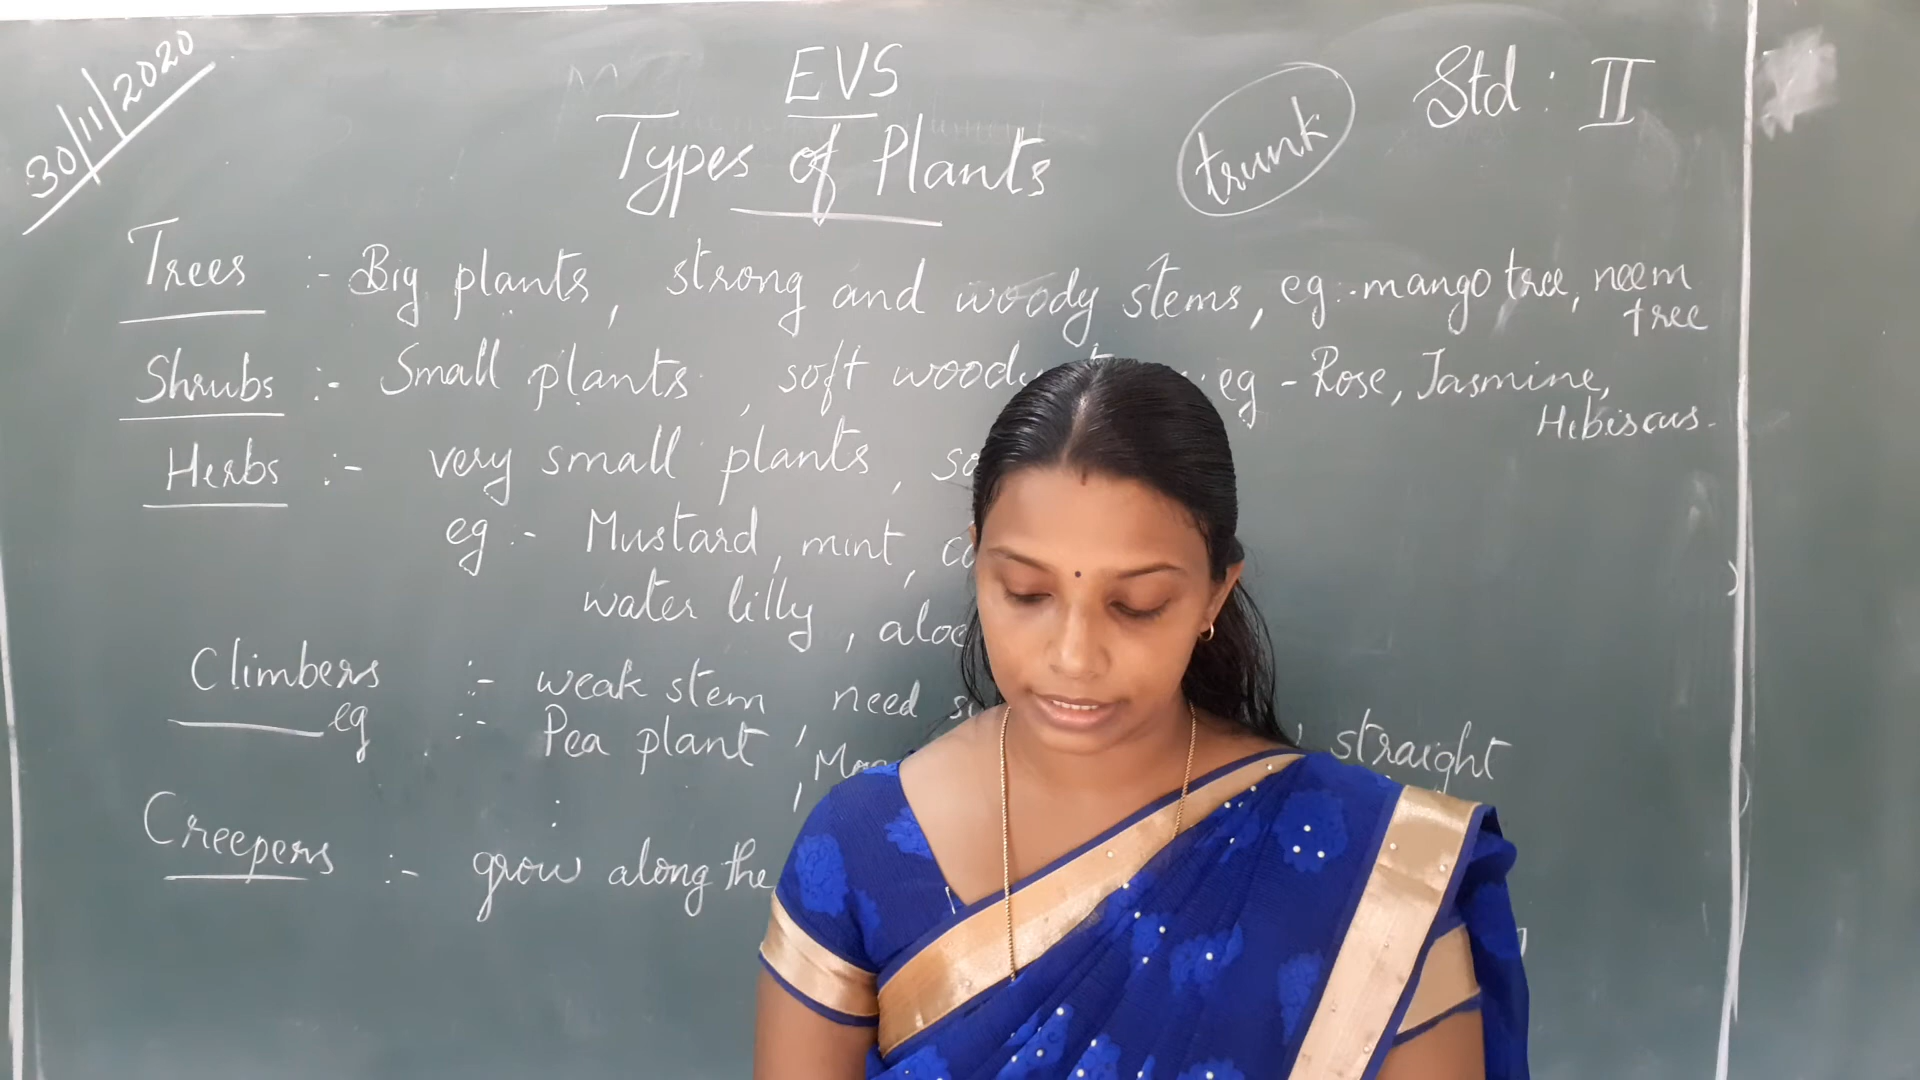 30/11/2020
EVS
Std : II
Types of Plants
trunk
Trees :- Big plants, strong and woody stems, eg:-mango tree, neem
tree
Shrubs :- Small plants, soft woody eg - Rose, Jasmine,
Hibiscus.
Herbs :- very small plants,
eg :- Mustard, mint,
water lilly,
Climbers :- weak stem need
straight
eg :- Pea plant,
Creepers :- grow along the